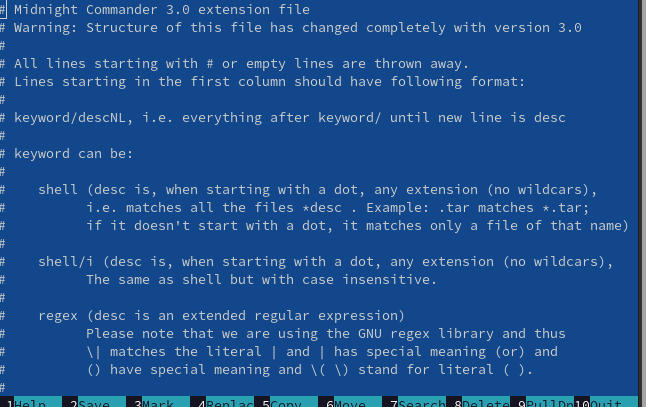 # Midnight Commander 3.0 extension file
# Warning: Structure of this file has changed completely with version 3.0
#
# All lines starting with # or empty lines are thrown away.
# Lines starting in the first column should have following format:
#
# keyword/descNL, i.e. everything after keyword/ until new line is desc
#
# keyword can be:
#
#    shell (desc is, when starting with a dot, any extension (no wildcars),
#          i.e. matches all the files *desc . Example: .tar matches *.tar;
#          if it doesn't start with a dot, it matches only a file of that name)
#
#    shell/i (desc is, when starting with a dot, any extension (no wildcars),
#          The same as shell but with case insensitive.
#
#    regex (desc is an extended regular expression)
#          Please note that we are using the GNU regex library and thus
#          \| matches the literal | and | has special meaning (or) and
#          () have special meaning and \( \) stand for literal ( ).
#
1Help 2Save 3Mark 4Replac 5Copy 6Move 7Search 8Delete 9PullDn 10Quit